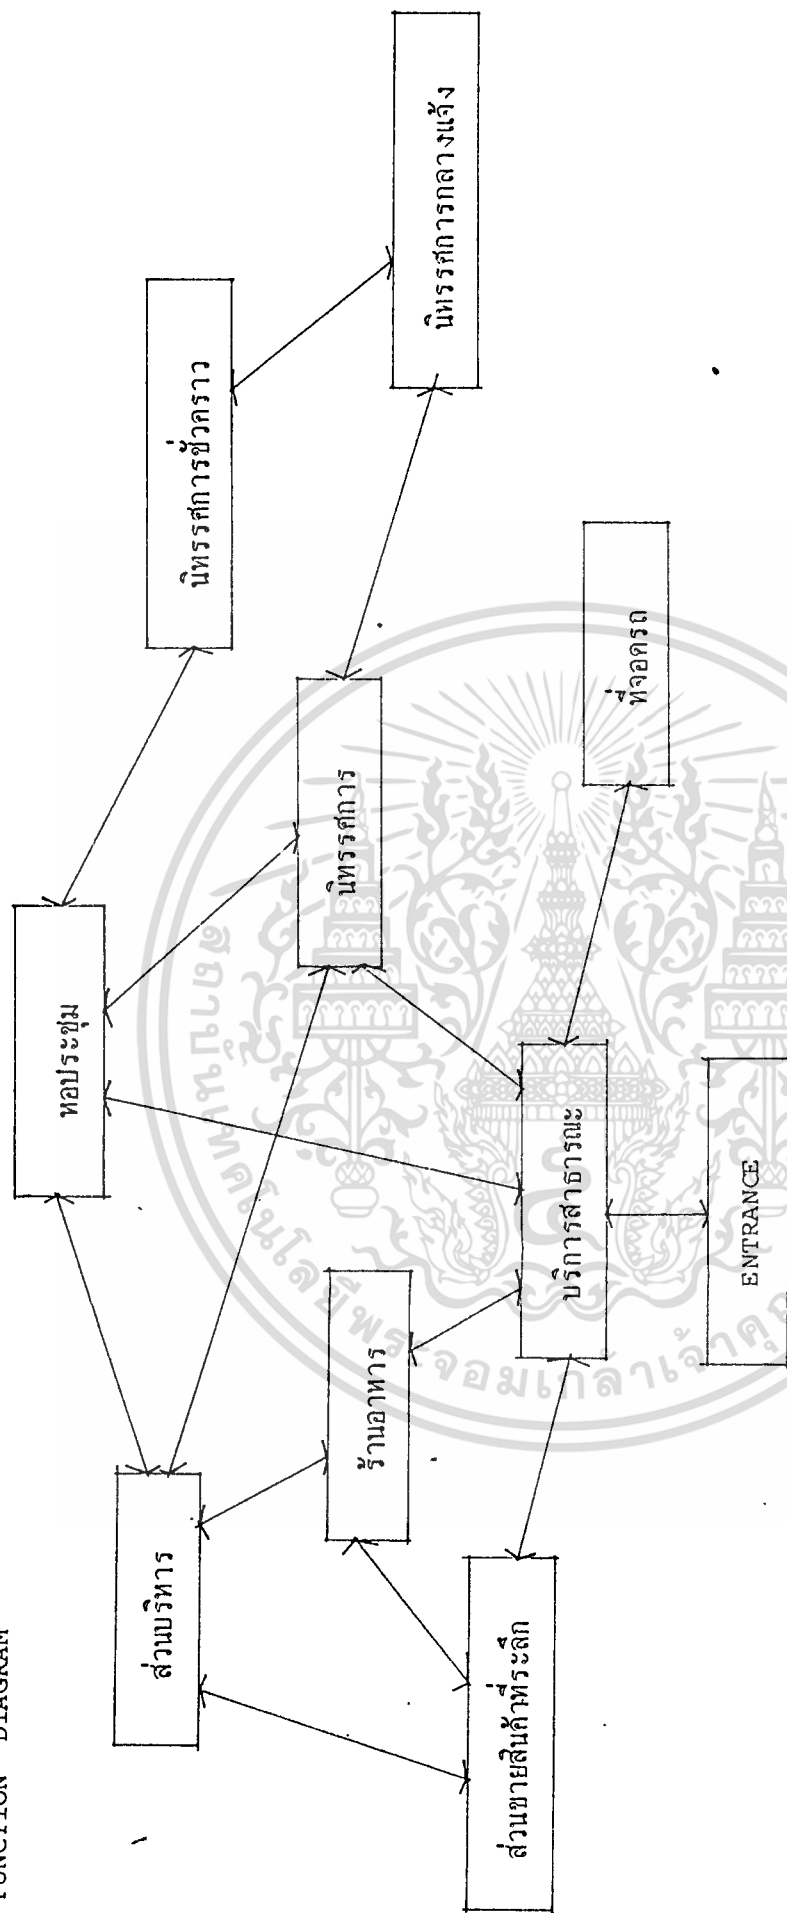 FUNCTION DIAGRAM
หอประชุม
นิทรรศการชั่วคราว
ส่วนบริหาร
นิทรรศการ
นิทรรศการกลางแจ้ง
ร้านอาหาร
ส่วนขายสินค้าที่ระลึก
บริการสาธารณะ
ที่จอดรถ
ENTRANCE